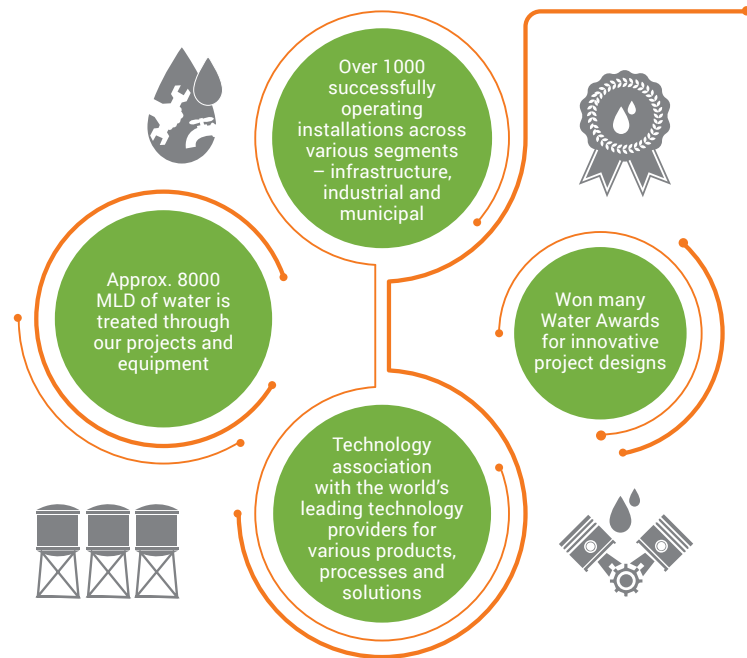 Over 1000
successfully
operating
installations across
various segments
– infrastructure,
industrial and
municipal
Approx. 8000
MLD of water is
treated through
our projects and
equipment
Won many
Water Awards
for innovative
project designs
Technology
association
with the world’s
leading technology
providers for
various products,
processes and
solutions